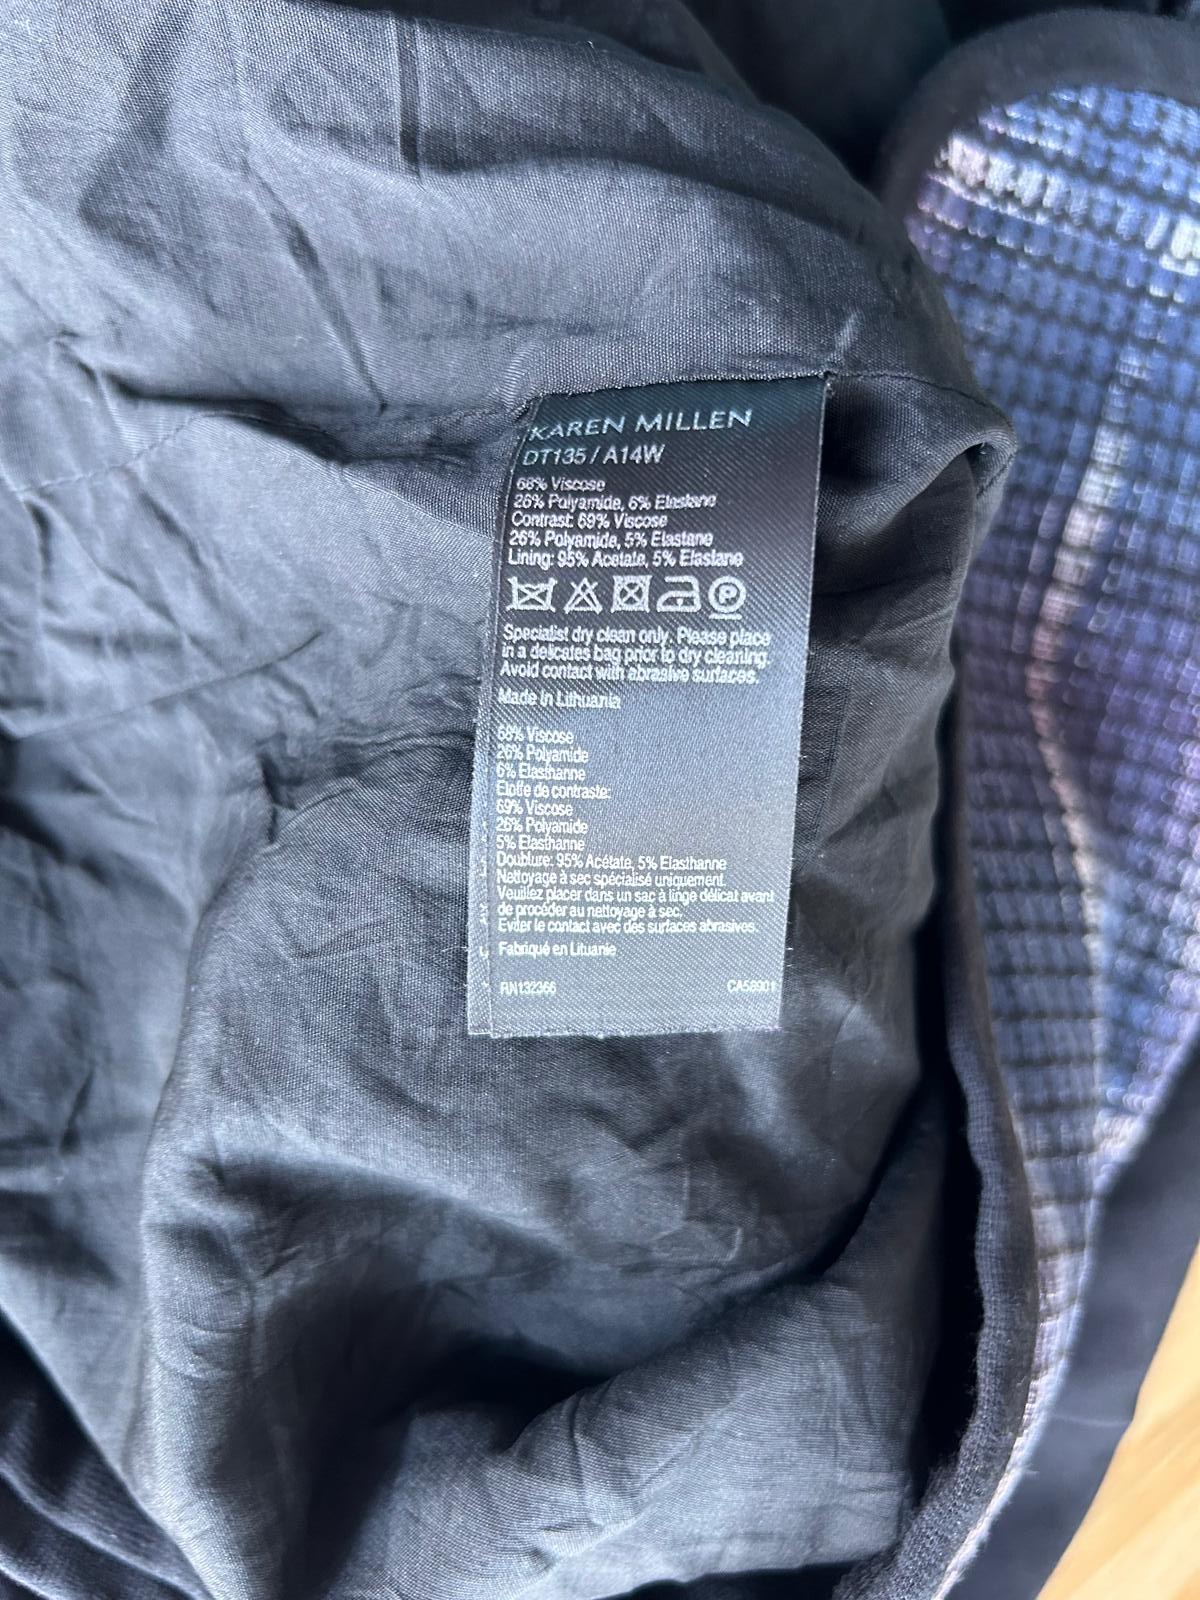 KAREN MILLEN
DT135 / A14W
68% Viscose
26% Polyamide, 6% Elastane
Contrast: 69% Viscose
26% Polyamide, 5% Elastane
Lining: 95% Acetate, 5% Elastane
P
Specialist dry clean only. Please place
in a delicates bag prior to dry cleaning.
Avoid contact with abrasive surfaces.
Made in Lithuania
68% Viscose
26% Polyamide
6% Elasthanne
Etoffe de contraste:
69% Viscose
26% Polyamide
5% Elasthanne
Doublure: 95% Acétate, 5% Elasthanne
Nettoyage à sec spécialisé uniquement.
Veuillez placer dans un sac à linge délicat avant
de procéder au nettoyage à sec.
Eviter le contact avec des surfaces abrasives.
Fabriqué en Lituanie
RN132366 CA58901